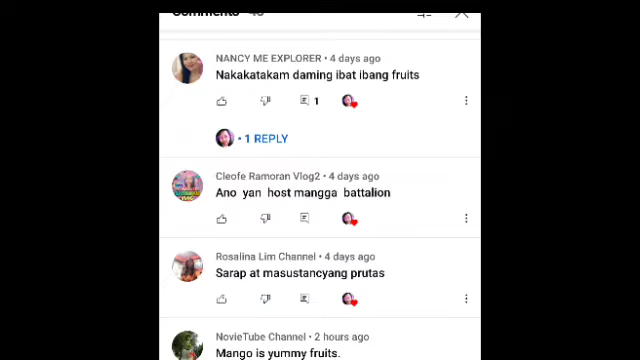 Comments 48
NANCY ME EXPLORER • 4 days ago
Nakakatakam daming ibat ibang fruits
1
• 1 REPLY
Cleofe Ramoran Vlog2 • 4 days ago
Ano yan host mangga battalion
Rosalina Lim Channel • 4 days ago
Sarap at masustancyang prutas
NovieTube Channel • 2 hours ago
Mango is yummy fruits.